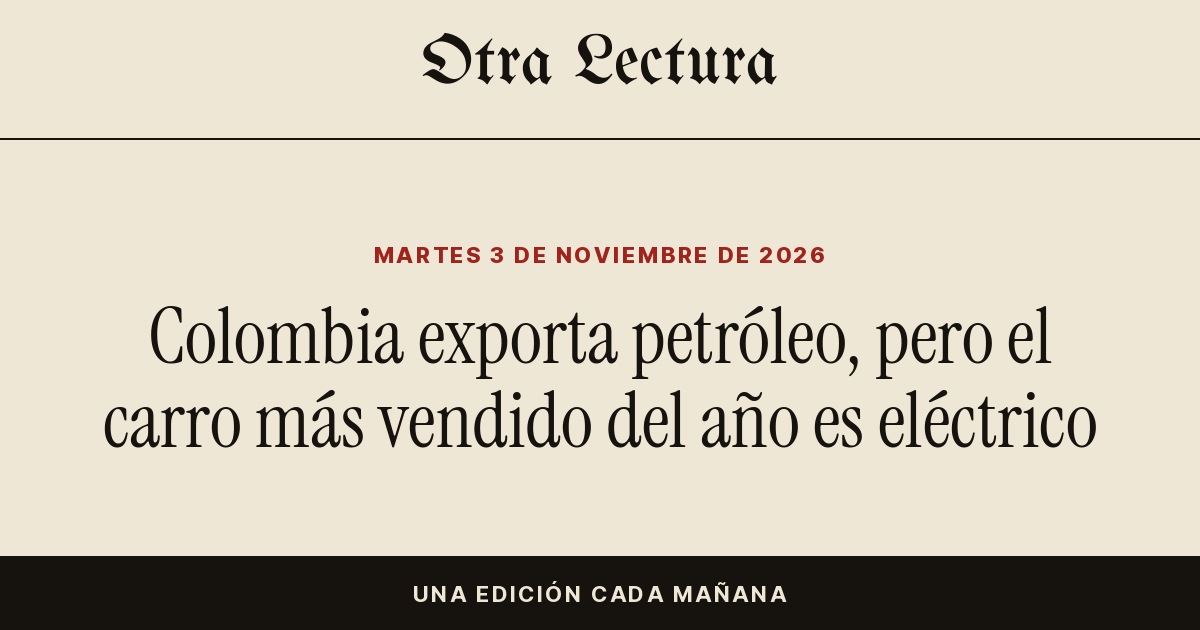 Otra Lectura
MARTES 3 DE NOVIEMBRE DE 2026
Colombia exporta petróleo, pero el
carro más vendido del año es eléctrico
UNA EDICIÓN CADA MAÑANA